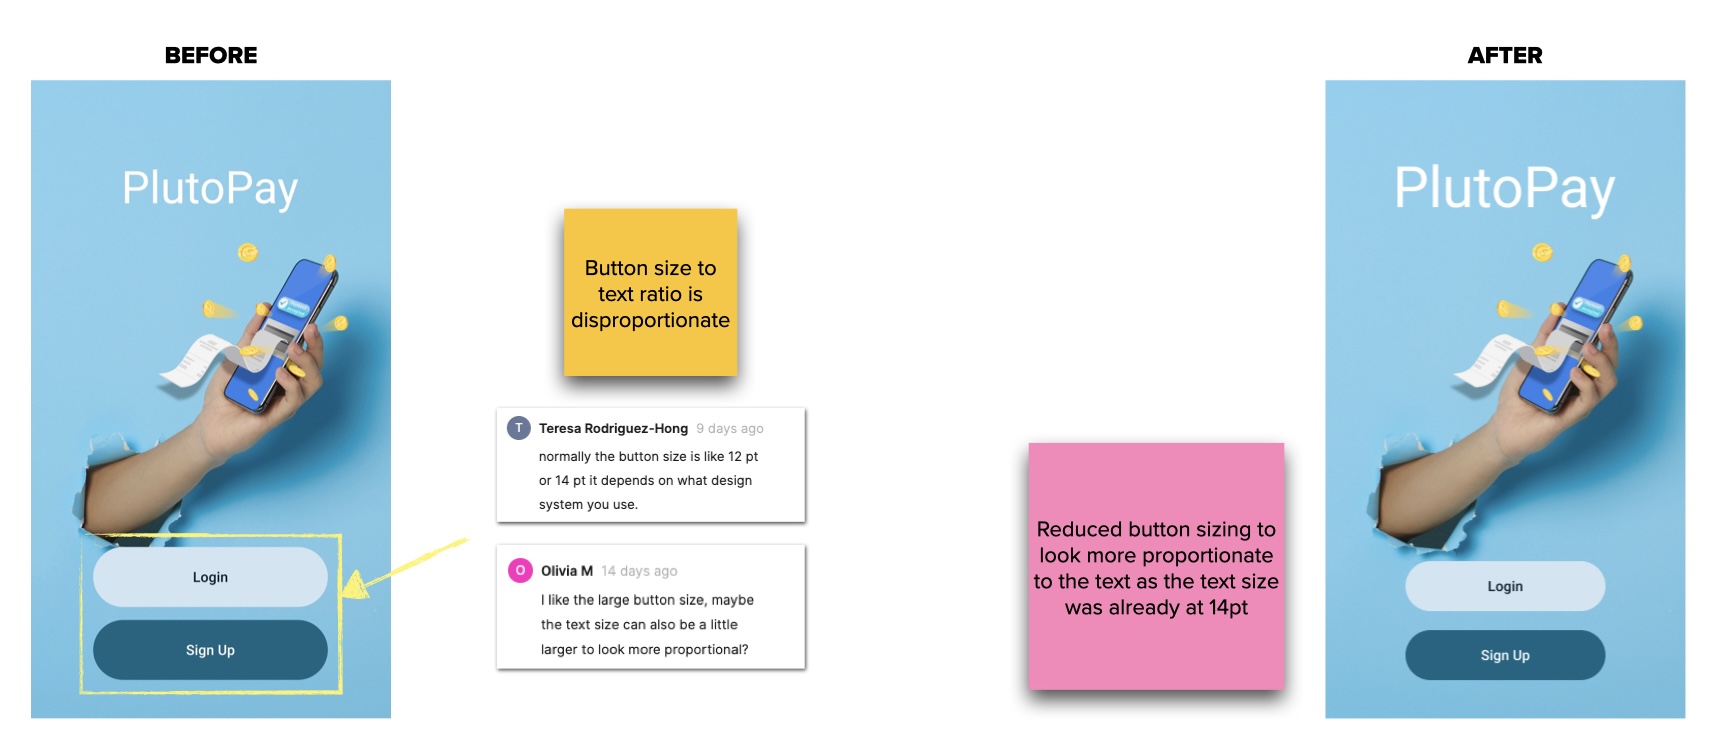 BEFORE
PlutoPay
Login
Sign Up
Button size to
text ratio is
disproportionate
T Teresa Rodriguez-Hong 9 days ago
normally the button size is like 12 pt
or 14 pt it depends on what design
system you use.
O Olivia M 14 days ago
I like the large button size, maybe
the text size can also be a little
larger to look more proportional?
Reduced button sizing to
look more proportionate
to the text as the text size
was already at 14pt
AFTER
PlutoPay
Login
Sign Up